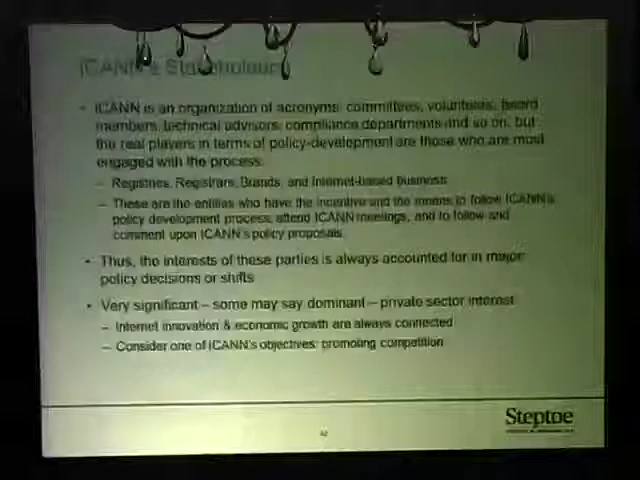 ICANN's Stakeholders
• ICANN is an organization of acronyms, committees, volunteers, board
members, technical advisors, compliance departments and so on, but
the real players in terms of policy-development are those who are most
engaged with the process:
– Registries, Registrars, Brands, and Internet-based business
– These are the entities who have the incentive and the means to follow ICANN's
policy development process, attend ICANN meetings, and to follow and
comment upon ICANN's policy proposals.
• Thus, the interests of these parties is always accounted for in major
policy decisions or shifts
• Very significant – some may say dominant – private sector interest
– Internet innovation & economic growth are always connected
– Consider one of ICANN's objectives: promoting competition
Steptoe